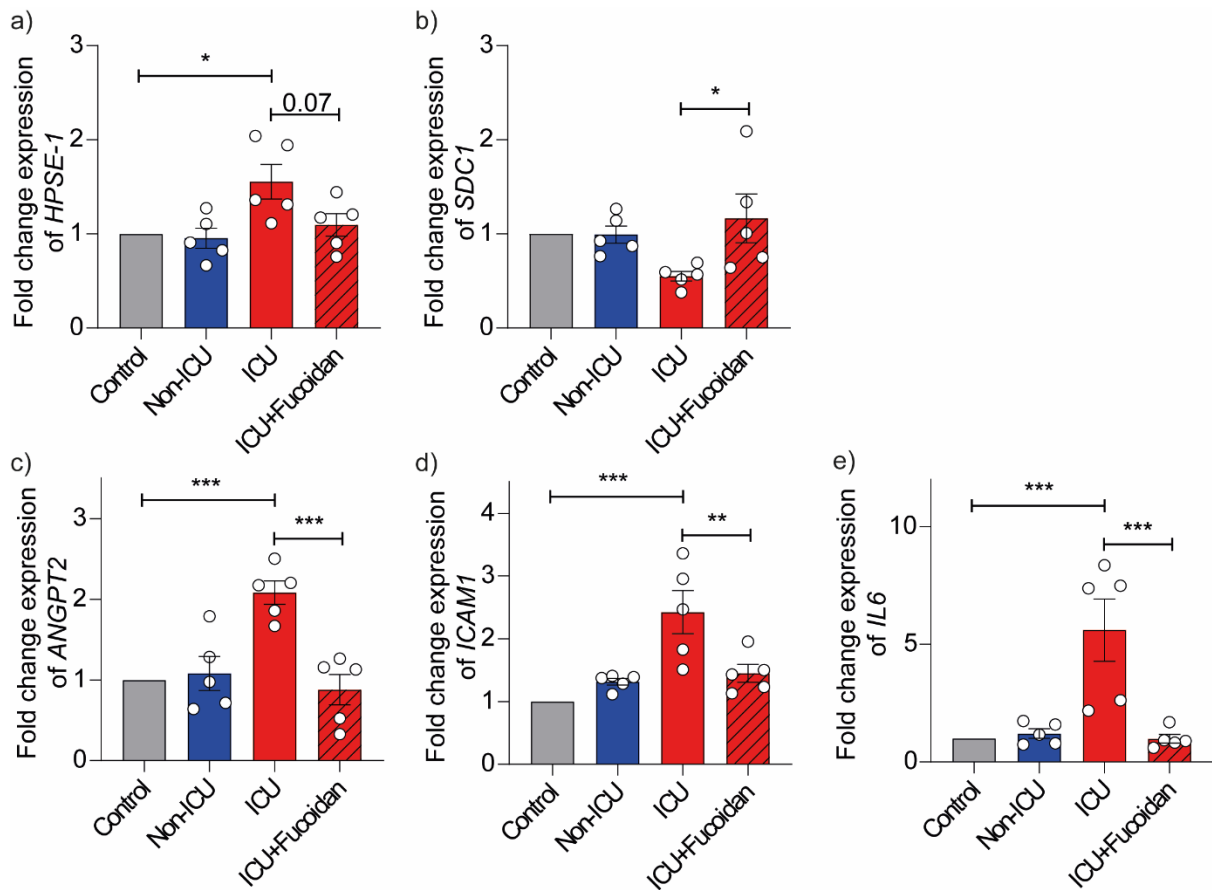 a)
Fold change expression
of HPSE-1
3
2
1
0
*
0.07
Control
Non-ICU
ICU
ICU+Fucoidan
b)
Fold change expression
of SDC1
3
2
1
0
*
Control
Non-ICU
ICU
ICU+Fucoidan
c)
Fold change expression
of ANGPT2
3
2
1
0
***
***
Control
Non-ICU
ICU
ICU+Fucoidan
d)
Fold change expression
of ICAM1
4
3
2
1
0
***
**
Control
Non-ICU
ICU
ICU+Fucoidan
e)
Fold change expression
of IL6
10
5
0
***
***
Control
Non-ICU
ICU
ICU+Fucoidan